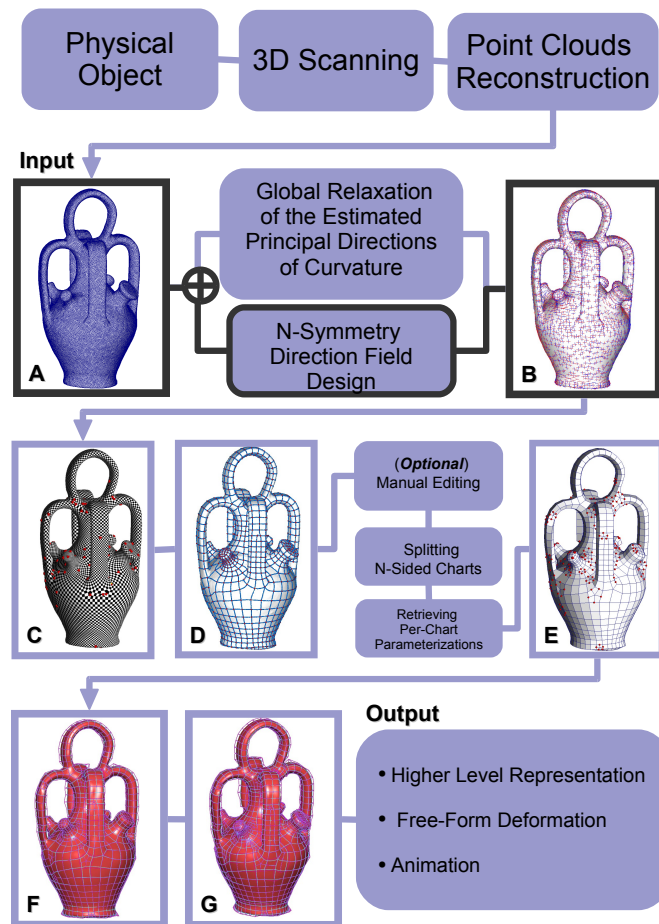 Physical
Object
3D Scanning
Point Clouds
Reconstruction
Input
A
Global Relaxation
of the Estimated
Principal Directions
of Curvature
N-Symmetry
Direction Field
Design
B
C
D
(Optional)
Manual Editing
Splitting
N-Sided Charts
Retrieving
Per-Chart
Parameterizations
E
F
G
Output
• Higher Level Representation
• Free-Form Deformation
• Animation